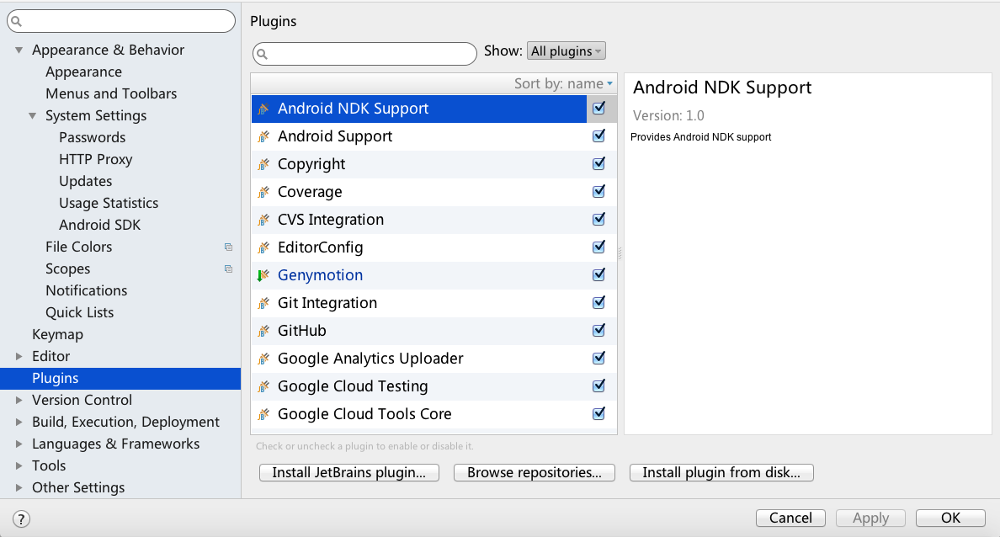 Appearance & Behavior
Appearance
Menus and Toolbars
System Settings
Passwords
HTTP Proxy
Updates
Usage Statistics
Android SDK
File Colors
Scopes
Notifications
Quick Lists
Keymap
Editor
Plugins
Version Control
Build, Execution, Deployment
Languages & Frameworks
Tools
Other Settings
Plugins
Show: All plugins
Sort by: name
Android NDK Support
Android Support
Copyright
Coverage
CVS Integration
EditorConfig
Genymotion
Git Integration
GitHub
Google Analytics Uploader
Google Cloud Testing
Google Cloud Tools Core
Check or uncheck a plugin to enable or disable it.
Install JetBrains plugin... Browse repositories... Install plugin from disk...
Android NDK Support
Version: 1.0
Provides Android NDK support
? Cancel Apply OK